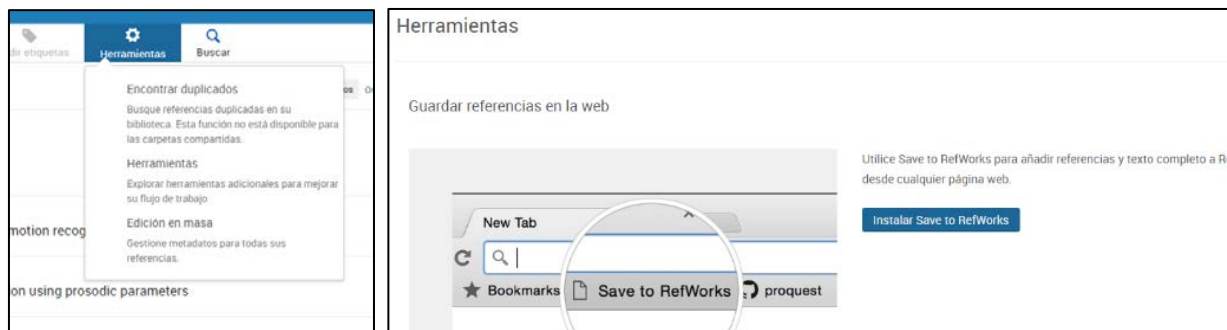 dir etiquetas
Herramientas
Buscar
Encontrar duplicados
Busque referencias duplicadas en su
biblioteca. Esta función no está disponible para
las carpetas compartidas.
Herramientas
Explorar herramientas adicionales para mejorar
su flujo de trabajo
Edición en masa
Gestione metadatos para todas sus
referencias.
os
motion recog
on using prosodic parameters
Herramientas
Guardar referencias en la web
Utilice Save to RefWorks para añadir referencias y texto completo a R
desde cualquier página web.
Instalar Save to RefWorks
New Tab
Bookmarks
Save to RefWorks
proquest